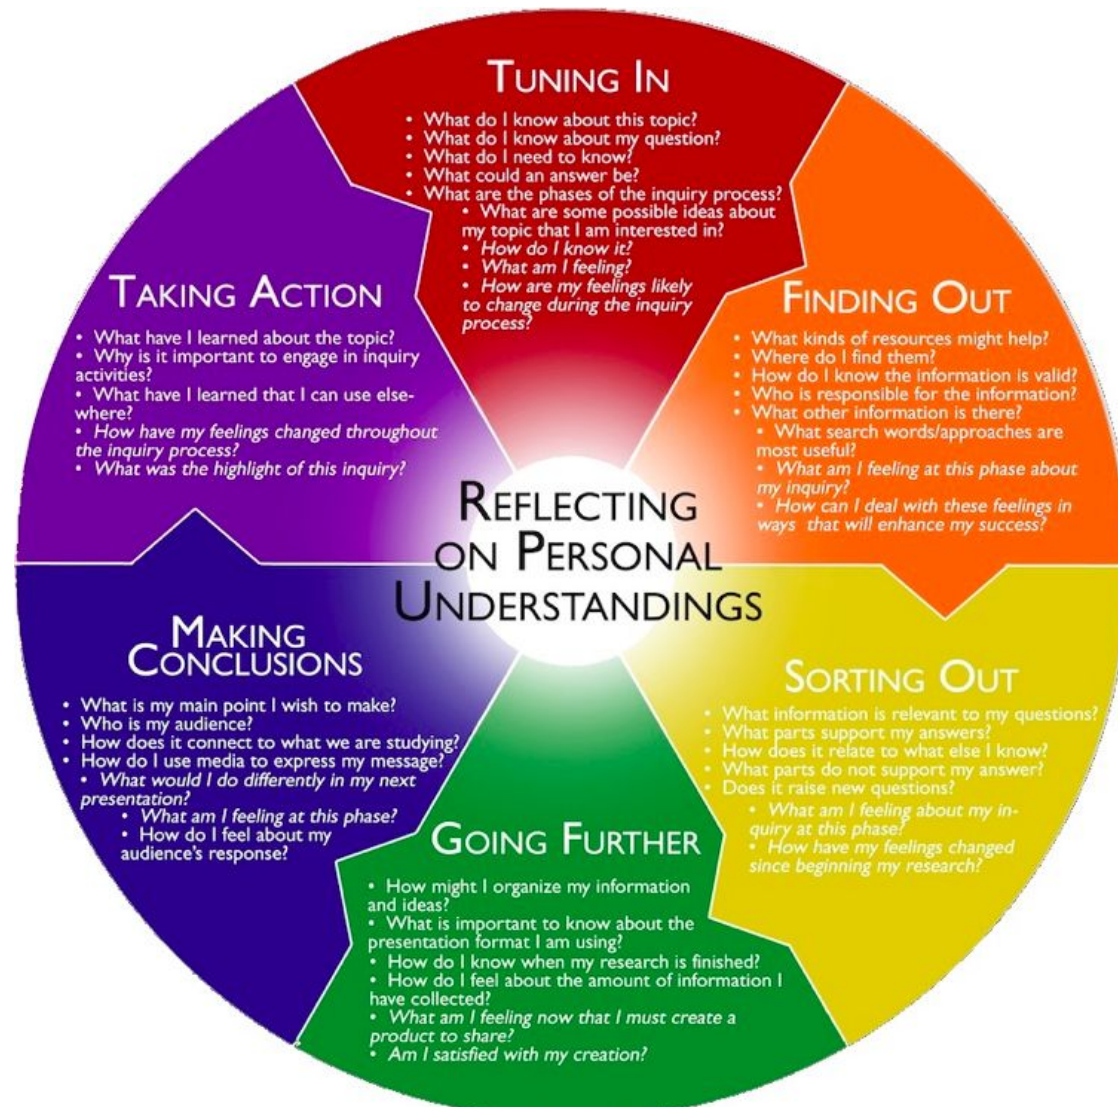 TUNING IN
• What do I know about this topic?
• What do I know about my question?
• What do I need to know?
• What could an answer be?
• What are the phases of the inquiry process?
• What are some possible ideas about
my topic that I am interested in?
• How do I know it?
• What am I feeling?
• How are my feelings likely
to change during the inquiry
process?
FINDING OUT
• What kinds of resources might help?
• Where do I find them?
• How do I know the information is valid?
• Who is responsible for the information?
• What other information is there?
• What search words/approaches are
most useful?
• What am I feeling at this phase about
my inquiry?
• How can I deal with these feelings in
ways that will enhance my success?
SORTING OUT
• What information is relevant to my questions?
• What parts support my answers?
• How does it relate to what else I know?
• What parts do not support my answer?
• Does it raise new questions?
• What am I feeling about my in-
quiry at this phase?
• How have my feelings changed
since beginning my research?
GOING FURTHER
• How might I organize my information
and ideas?
• What is important to know about the
presentation format I am using?
• How do I know when my research is finished?
• How do I feel about the amount of information I
have collected?
• What am I feeling now that I must create a
product to share?
• Am I satisfied with my creation?
MAKING
CONCLUSIONS
• What is my main point I wish to make?
• Who is my audience?
• How does it connect to what we are studying?
• How do I use media to express my message?
• What would I do differently in my next
presentation?
• What am I feeling at this phase?
• How do I feel about my
audience's response?
TAKING ACTION
• What have I learned about the topic?
• Why is it important to engage in inquiry
activities?
• What have I learned that I can use else-
where?
• How have my feelings changed throughout
the inquiry process?
• What was the highlight of this inquiry?
REFLECTING
ON PERSONAL
UNDERSTANDINGS